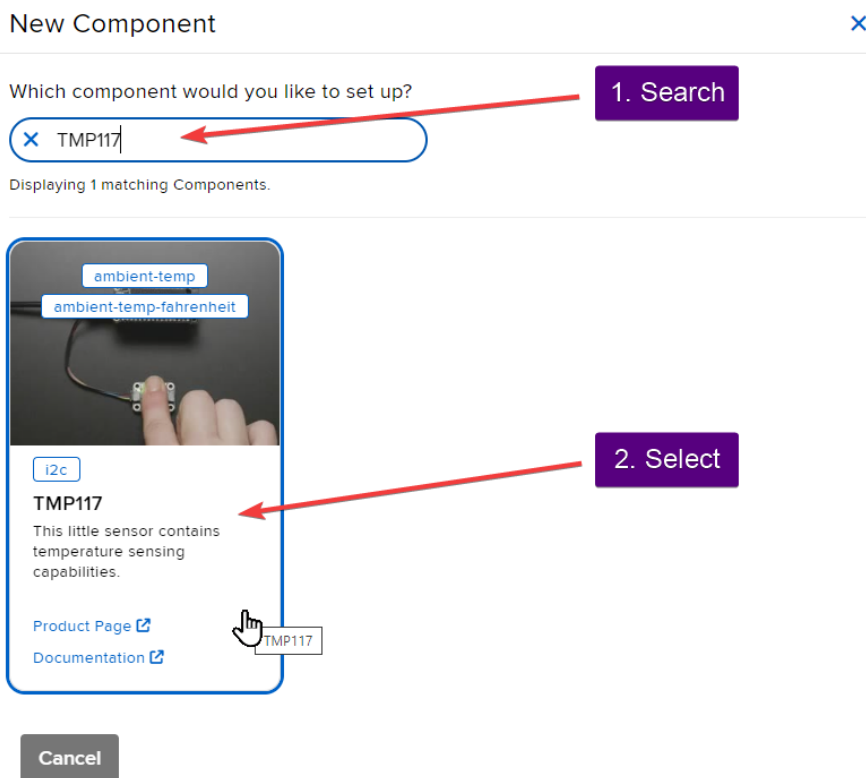 New Component
Which component would you like to set up?
1. Search
TMP117
Displaying 1 matching Components.
ambient-temp
ambient-temp-fahrenheit
i2c
2. Select
TMP117
This little sensor contains
temperature sensing
capabilities.
Product Page
TMP117
Documentation
Cancel